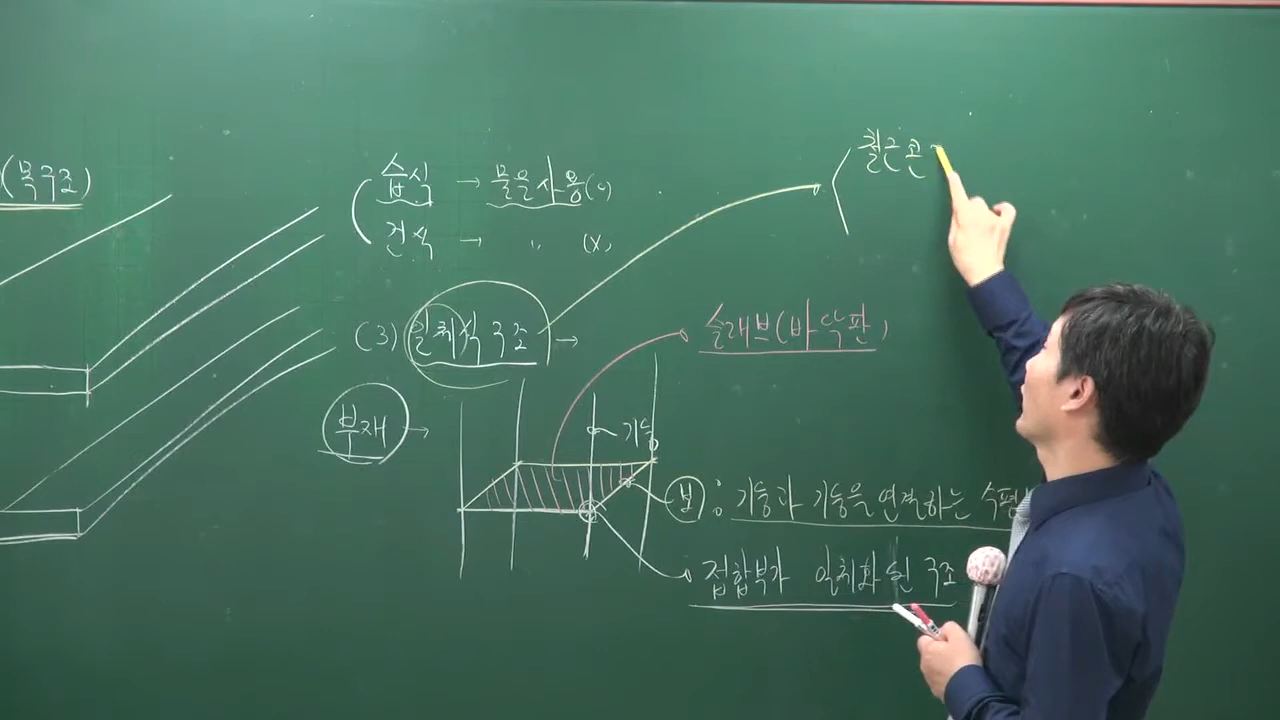 (목구조)
습식 → 물을 사용(○)
건식 → 〃 (X)
(3) 일체식 구조 →
철근콘
슬래브(바닥판)
부재 →
기둥
보 : 기둥과 기둥을 연결하는 수평
접합부가 일체화 된 구조